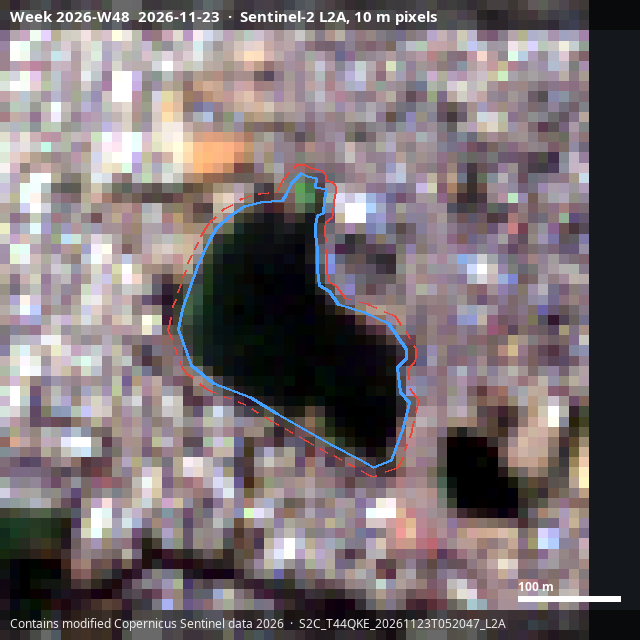 Week 2026-W48  2026-11-23  ·  Sentinel-2 L2A, 10 m pixels
100 m
Contains modified Copernicus Sentinel data 2026  ·  S2C_T44QKE_20261123T052047_L2A